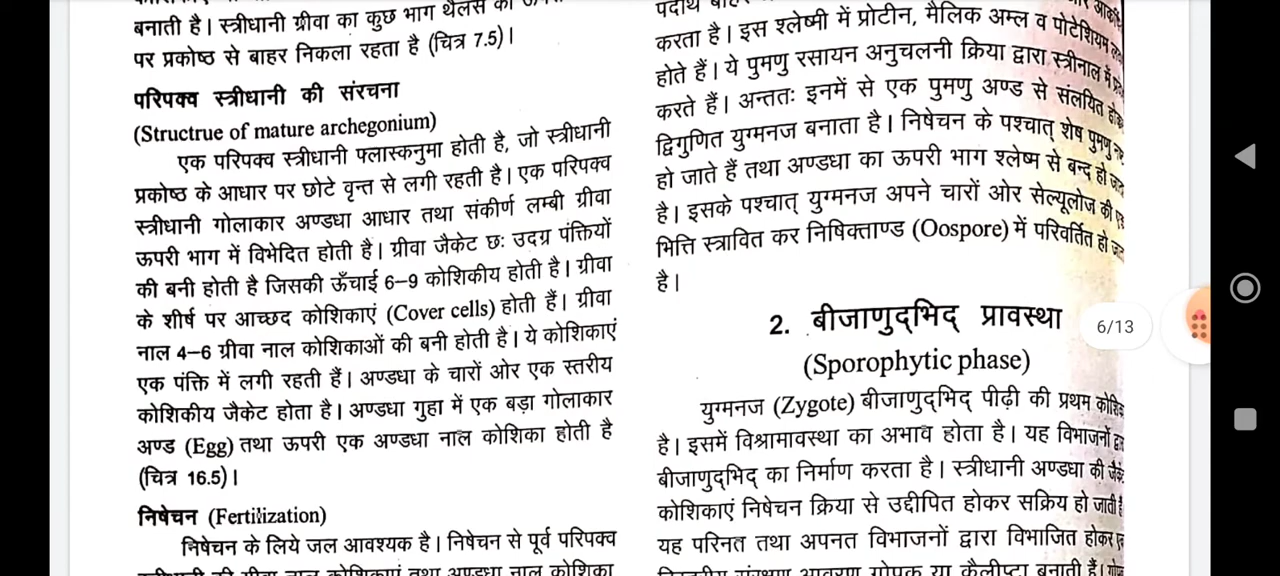 बनाती है। स्त्रीधानी ग्रीवा का कुछ भाग थैलस
पर प्रकोष्ठ से बाहर निकला रहता है (चित्र 7.5)।
परिपक्व स्त्रीधानी की संरचना
(Structrue of mature archegonium)
एक परिपक्व स्त्रीधानी फ्लास्कनुमा होती है, जो स्त्रीधानी
प्रकोष्ठ के आधार पर छोटे वृन्त से लगी रहती है। एक परिपक्व
स्त्रीधानी गोलाकार अण्डधा आधार तथा संकीर्ण लम्बी ग्रीवा
ऊपरी भाग में विभेदित होती है। ग्रीवा जैकेट छः उदग्र पंक्तियों
की बनी होती है जिसकी ऊँचाई 6–9 कोशिकीय होती है। ग्रीवा
के शीर्ष पर आच्छद कोशिकाएं (Cover cells) होती हैं। ग्रीवा
नाल 4–6 ग्रीवा नाल कोशिकाओं की बनी होती है। ये कोशिकाएं
एक पंक्ति में लगी रहती हैं। अण्डधा के चारों ओर एक स्तरीय
कोशिकीय जैकेट होता है। अण्डधा गुहा में एक बड़ा गोलाकार
अण्ड (Egg) तथा ऊपरी एक अण्डधा नाल कोशिका होती है
(चित्र 16.5)।
निषेचन (Fertilization)
निषेचन के लिये जल आवश्यक है। निषेचन से पूर्व परिपक्व
स्त्रीधानी की ग्रीवा नाल कोशिकाएं तथा अण्डधा नाल कोशिका
पदार्थ
करता है। इस श्लेष्मी में प्रोटीन, मैलिक अम्ल व पोटेशियम
होते हैं। ये पुमणु रसायन अनुचलनी क्रिया द्वारा स्त्रीनाल में
करते हैं। अन्ततः इनमें से एक पुमणु अण्ड से संलयित होकर
द्विगुणित युग्मनज बनाता है। निषेचन के पश्चात् शेष पुमणु
हो जाते हैं तथा अण्डधा का ऊपरी भाग श्लेष्म से बन्द हो
है। इसके पश्चात् युग्मनज अपने चारों ओर सेल्यूलोज की
भित्ति स्त्रावित कर निषिक्ताण्ड (Oospore) में परिवर्तित हो
है।
2. बीजाणुद्भिद् प्रावस्था
(Sporophytic phase)
युग्मनज (Zygote) बीजाणुद्भिद् पीढ़ी की प्रथम
है। इसमें विश्रामावस्था का अभाव होता है। यह विभाजनों
बीजाणुद्भिद् का निर्माण करता है। स्त्रीधानी अण्डधा की
कोशिकाएं निषेचन क्रिया से उद्दीपित होकर सक्रिय हो जाती
यह परिनत तथा अपनत विभाजनों द्वारा विभाजित होकर
गोपक या कैलीप्ट्रा बनाती हैं।
6/13